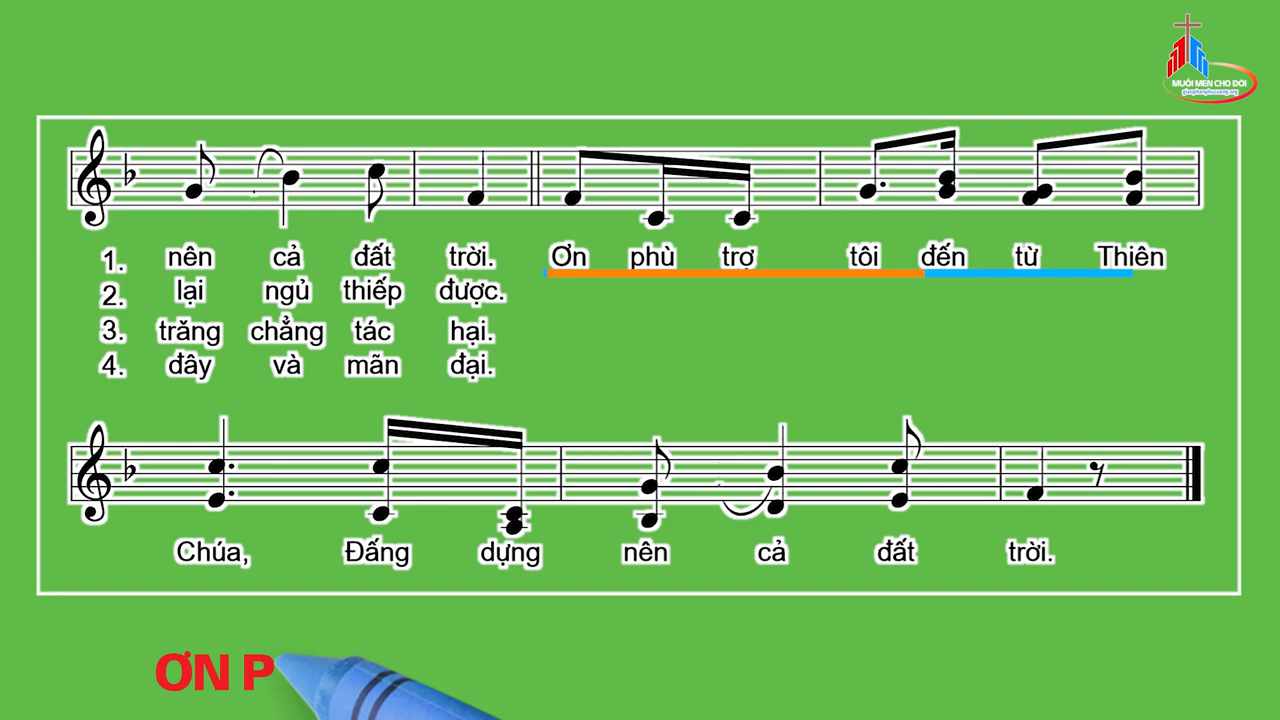 MUỐI MEN CHO ĐỜI
giaophanphucuong.org
1. nên cả đất trời. Ơn phù trợ tôi đến từ Thiên
2. lại ngủ thiếp được.
3. trăng chẳng tác hại.
4. đây và mãn đại.
Chúa, Đấng dựng nên cả đất trời.
ƠN P